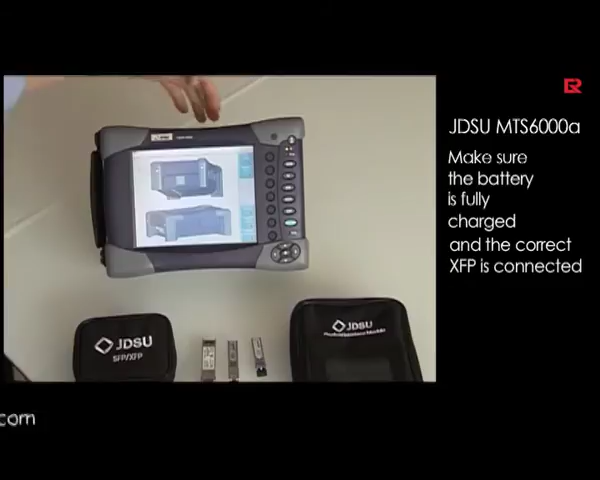 JDSU MTS6000a
Make sure
the battery
is fully
charged
and the correct
XFP is connected
JDSU
SFP/XFP
JDSU
.com